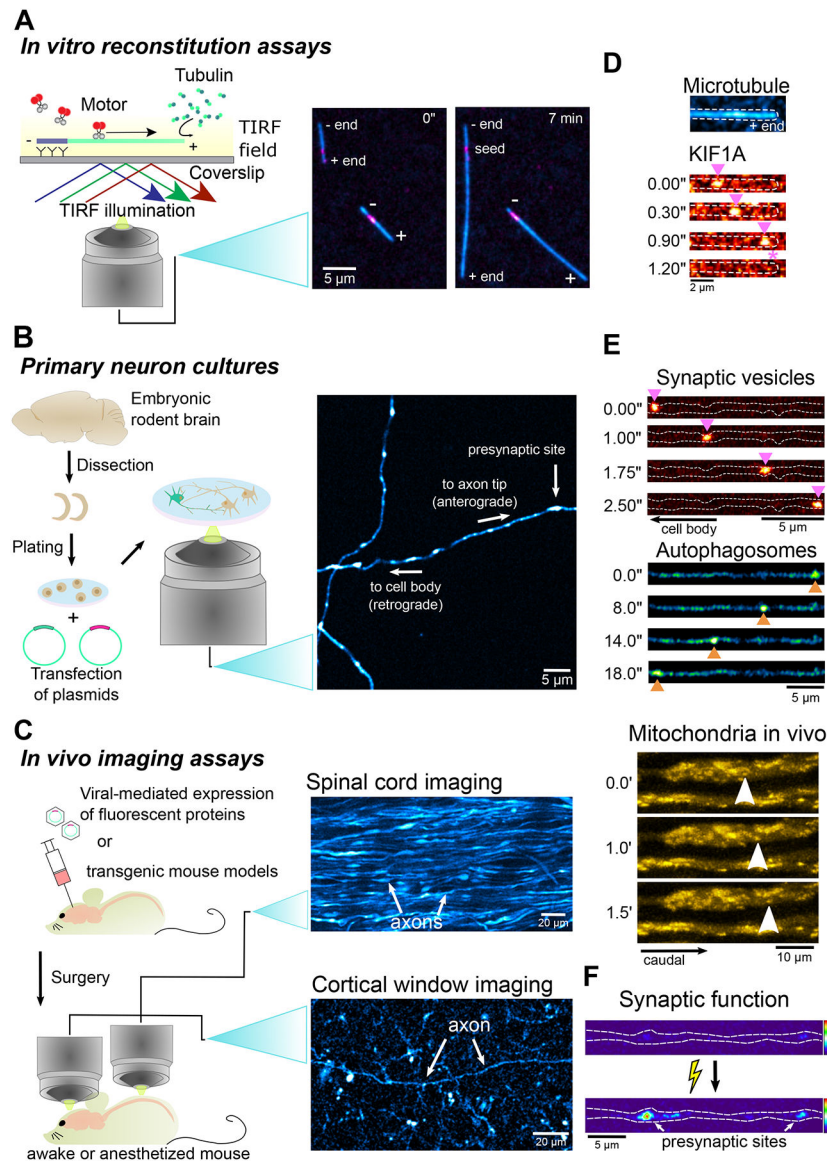 A
In vitro reconstitution assays
Tubulin
Motor
TIRF
field
-
+
Coverslip
TIRF illumination
- end
+ end
0"
-
+
5 µm
- end
seed
7 min
-
+ end
+
D
Microtubule
+ end
KIF1A
0.00"
0.30"
0.90"
1.20"
*
2 µm
B
Primary neuron cultures
Embryonic
rodent brain
Dissection
Plating
+
Transfection
of plasmids
presynaptic site
to axon tip
(anterograde)
to cell body
(retrograde)
5 µm
E
Synaptic vesicles
0.00"
1.00"
1.75"
2.50"
cell body
5 µm
Autophagosomes
0.0"
8.0"
14.0"
18.0"
5 µm
Mitochondria in vivo
0.0'
1.0'
1.5'
caudal
10 µm
C
In vivo imaging assays
Viral-mediated expression
of fluorescent proteins
or
transgenic mouse models
Surgery
awake or anesthetized mouse
Spinal cord imaging
axons
20 µm
Cortical window imaging
axon
20 µm
F
Synaptic function
5 µm
presynaptic sites